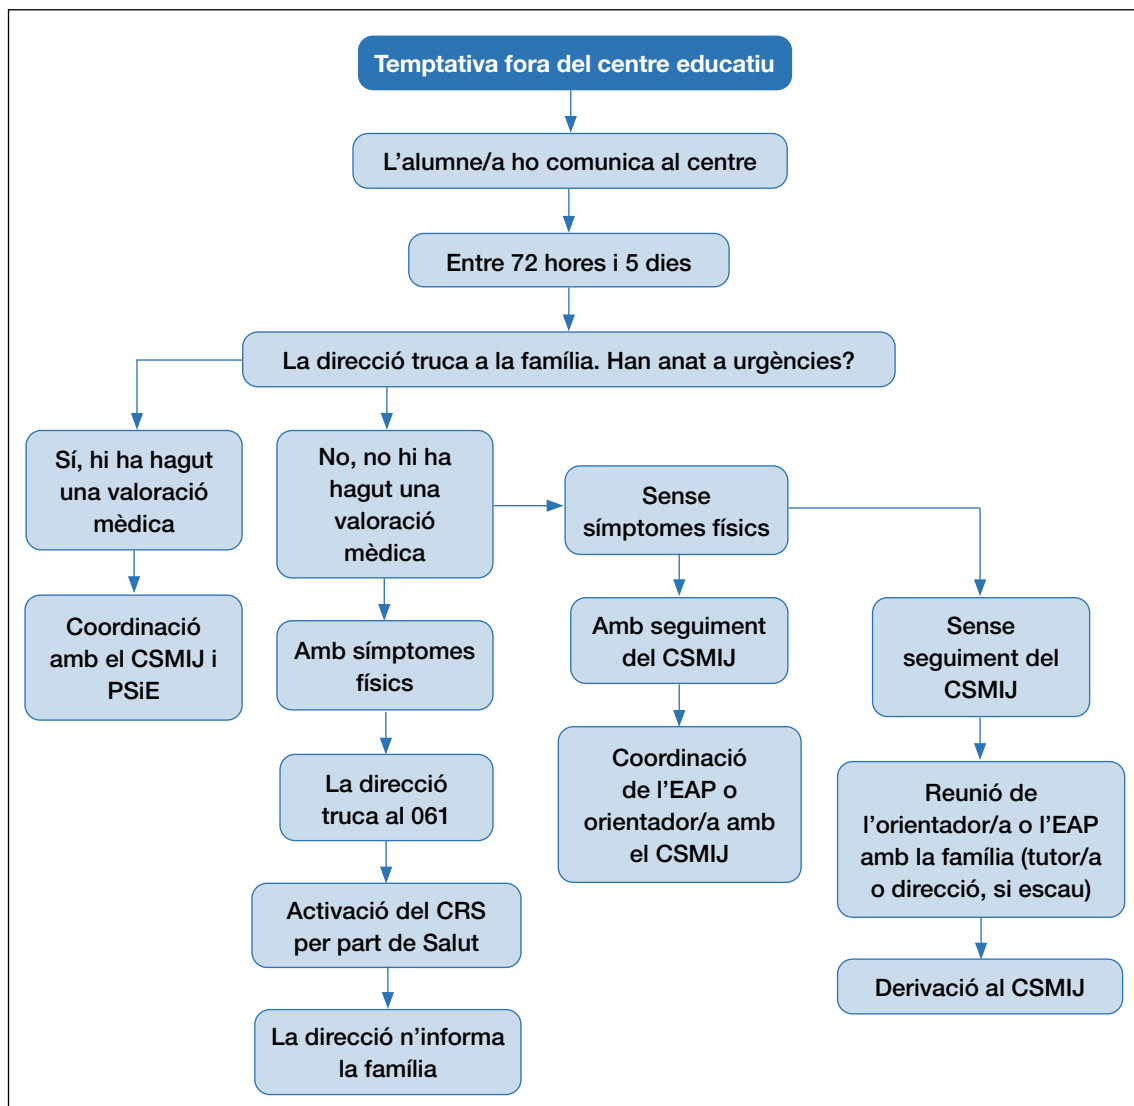 Temptativa fora del centre educatiu
L'alumne/a ho comunica al centre
Entre 72 hores i 5 dies
La direcció truca a la família. Han anat a urgències?
Sí, hi ha hagut
una valoració
mèdica
Coordinació
amb el CSMIJ i
PSiE
No, no hi ha
hagut una
valoració
mèdica
Amb símptomes
físics
La direcció
truca al 061
Activació del CRS
per part de Salut
La direcció n'informa
la família
Sense
símptomes físics
Amb seguiment
del CSMIJ
Coordinació
de l'EAP o
orientador/a amb
el CSMIJ
Sense
seguiment del
CSMIJ
Reunió de
l'orientador/a o l'EAP
amb la família (tutor/a
o direcció, si escau)
Derivació al CSMIJ